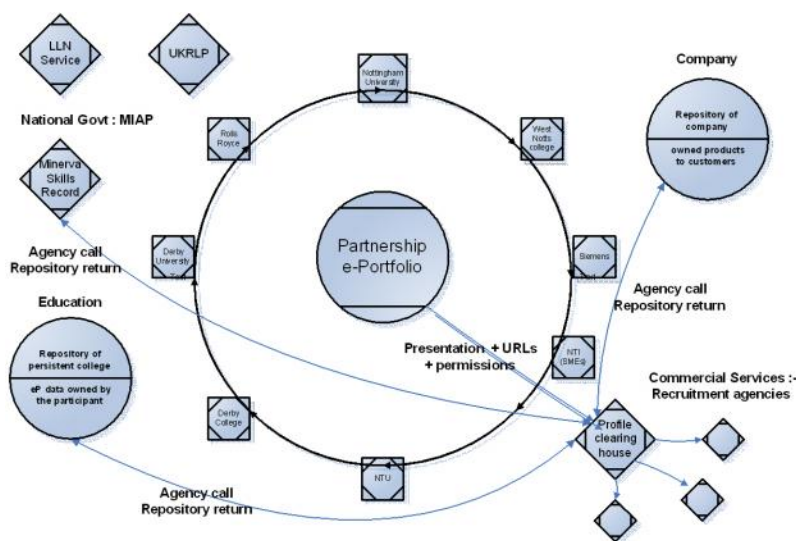 LLN
Service
UKRLP
National Govt : MIAP
Minerva
Skills
Record
Agency call
Repository return
Education
Repository of
persistent college
eP data owned by
the participant
Agency call
Repository return
Nottingham
University
West
Notts
college
Siemens
NTI
(SMEs)
NTU
Derby
College
Derby
University
Rolls
Royce
Partnership
e-Portfolio
Presentation + URLs
+ permissions
Company
Repository of
company
owned products
to customers
Agency call
Repository return
Commercial Services :-
Recruitment agencies
Profile
clearing
house